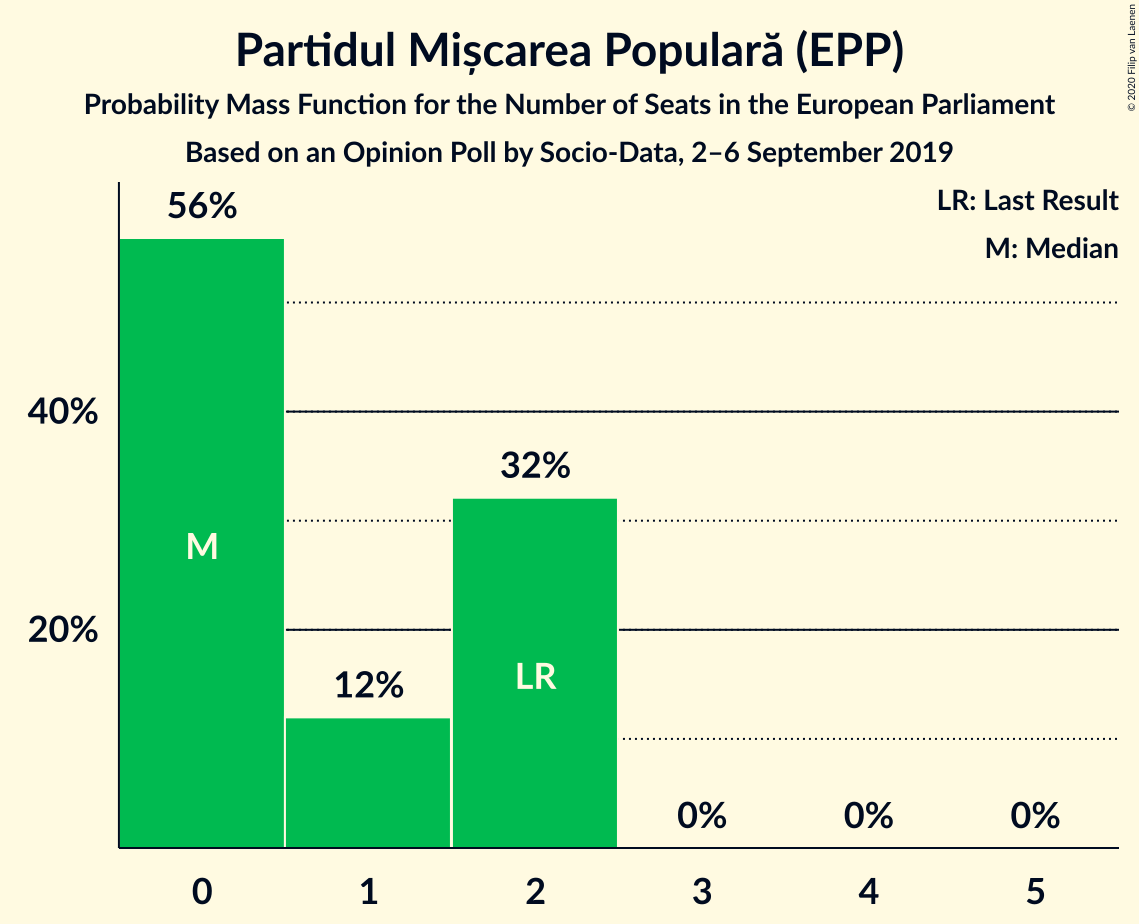 Partidul Mișcarea Populară (EPP)
Probability Mass Function for the Number of Seats in the European Parliament
Based on an Opinion Poll by Socio-Data, 2–6 September 2019
© 2020 Filip van Laenen
LR: Last Result
M: Median
56%
40%
32%
M
20%
12%
LR
0%
0%
0%
0
1
2
3
4
5